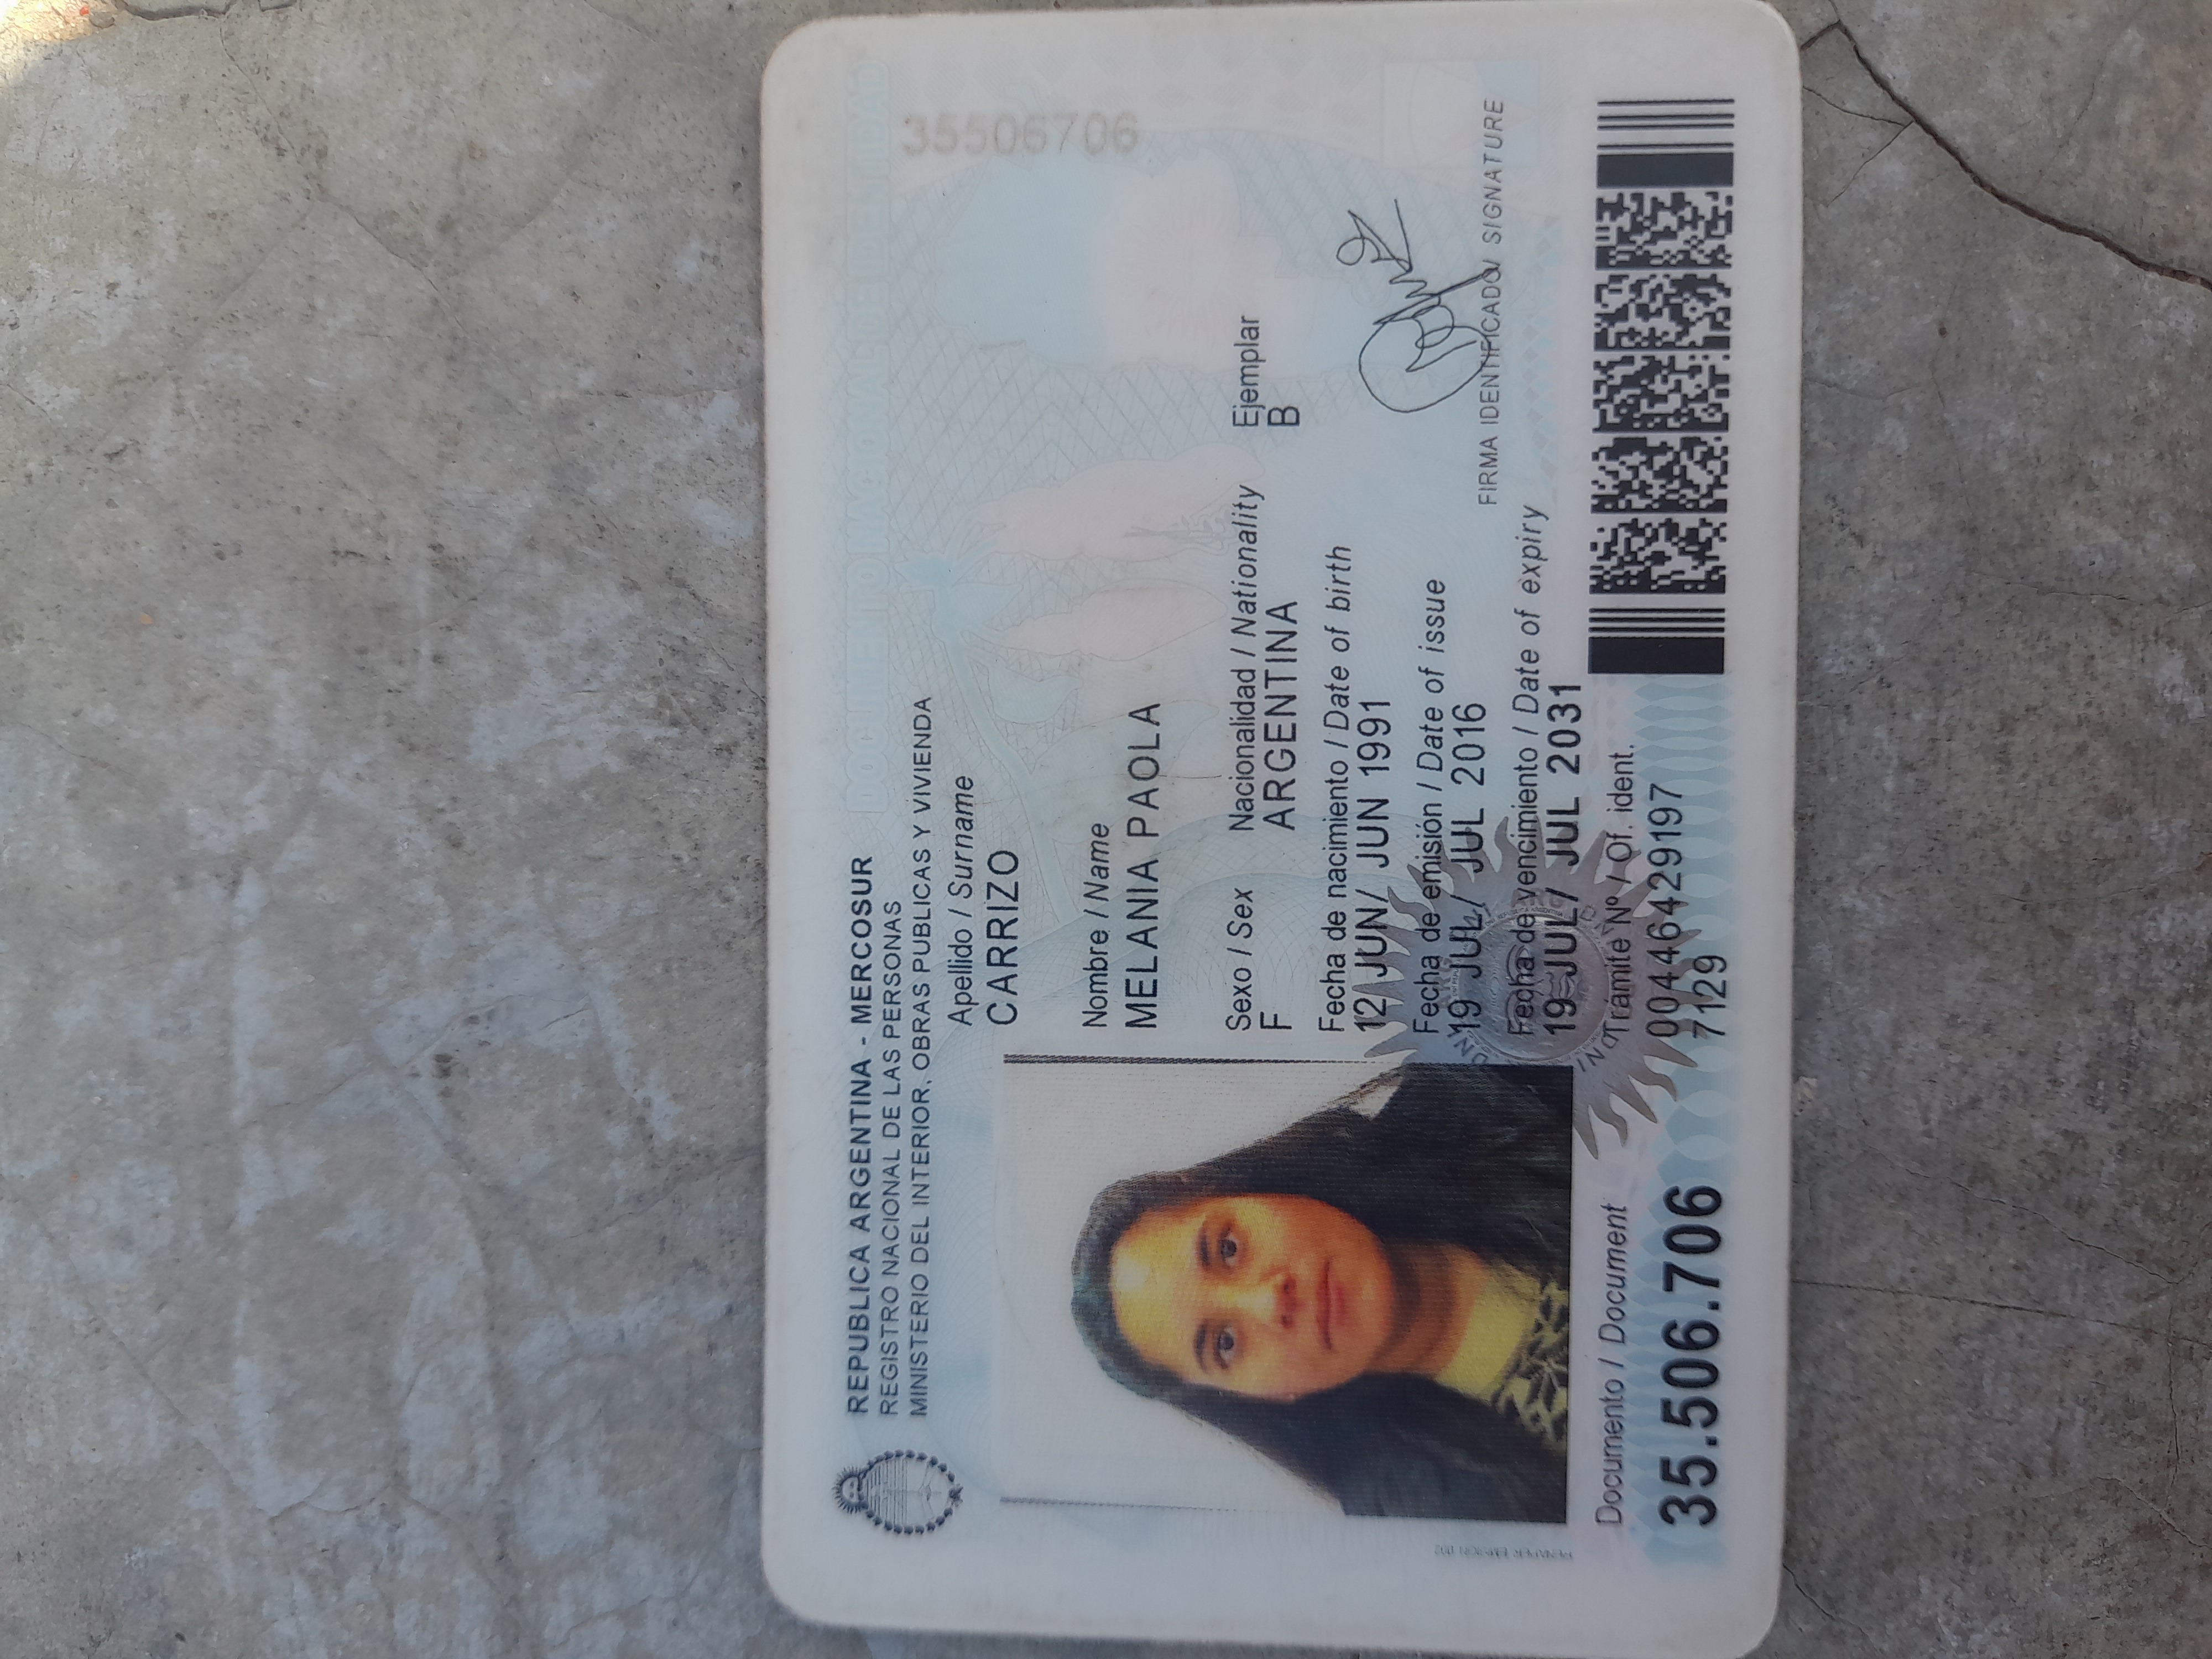 REPUBLICA ARGENTINA - MERCOSUR
REGISTRO NACIONAL DE LAS PERSONAS
MINISTERIO DEL INTERIOR, OBRAS PUBLICAS Y VIVIENDA
DOCUMENTO NACIONAL DE IDENTIDAD
35506706
Apellido / Surname
CARRIZO
Nombre / Name
MELANIA PAOLA
Sexo / Sex Nacionalidad / Nationality Ejemplar
F ARGENTINA B
Fecha de nacimiento / Date of birth
12 JUN/ JUN 1991
Fecha de emisión / Date of issue
19 JUL/ JUL 2016
FIRMA IDENTIFICADO/ SIGNATURE
Fecha de vencimiento / Date of expiry
19 JUL/ JUL 2031
Documento / Document
35.506.706
Trámite Nº / Of. ident.
00446429197
7129